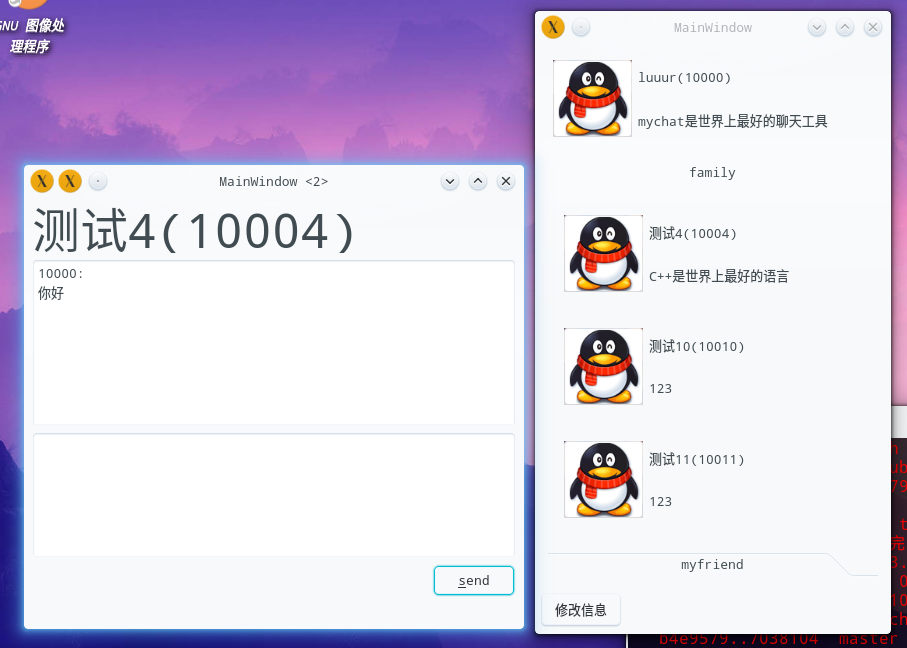 GNU 图像处
理程序
MainWindow <2>
测试4(10004)
10000:
你好
send
MainWindow
luuur(10000)
mychat是世界上最好的聊天工具
family
测试4(10004)
C++是世界上最好的语言
测试10(10010)
123
测试11(10011)
123
myfriend
修改信息
b4e9579..7038104 master